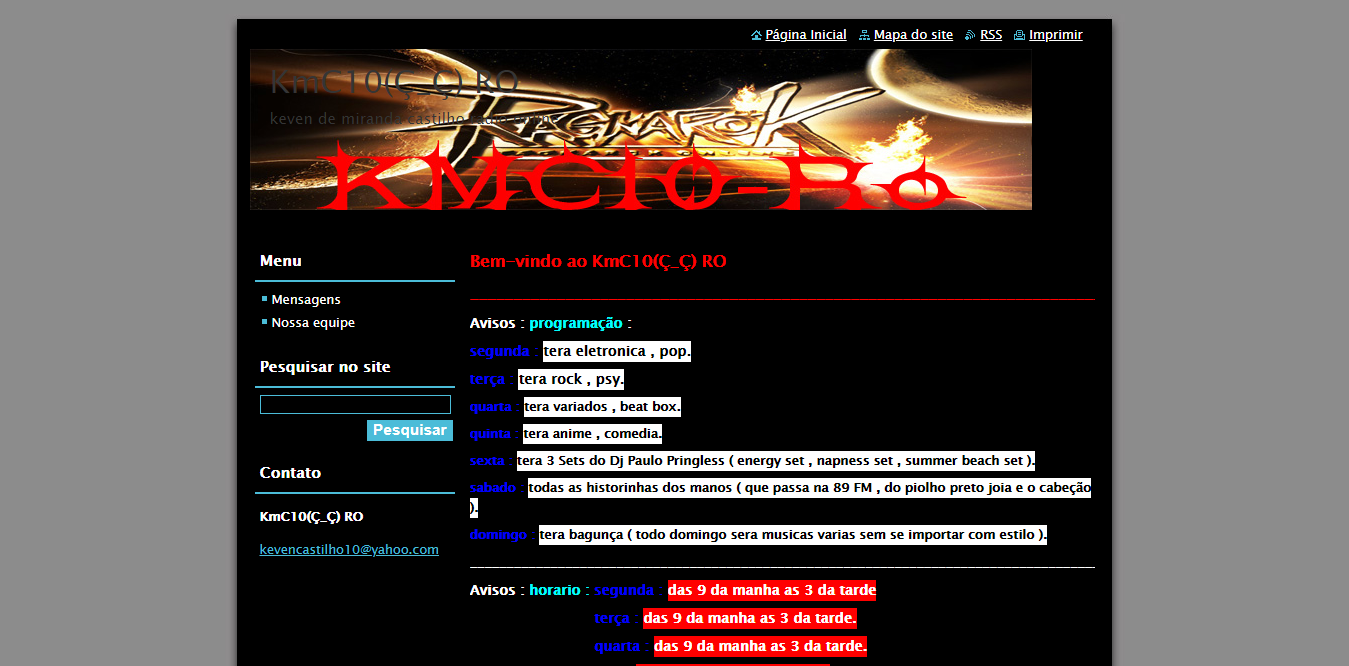 Página Inicial Mapa do site RSS Imprimir
KmC10(Ç_Ç) RO
keven de miranda castilho
RAGNAROK
KMC10-Ro
Menu
Mensagens
Nossa equipe
Pesquisar no site
Pesquisar
Contato
KmC10(Ç_Ç) RO
kevencastilho10@yahoo.com
Bem-vindo ao KmC10(Ç_Ç) RO
Avisos : programação :
segunda : tera eletronica , pop.
terça : tera rock , psy.
quarta : tera variados , beat box.
quinta : tera anime , comedia.
sexta : tera 3 Sets do Dj Paulo Pringless ( energy set , napness set , summer beach set ).
sabado : todas as historinhas dos manos ( que passa na 89 FM , do piolho preto joia e o cabeção
).
domingo : tera bagunça ( todo domingo sera musicas varias sem se importar com estilo ).
Avisos : horario : segunda : das 9 da manha as 3 da tarde
terça : das 9 da manha as 3 da tarde.
quarta : das 9 da manha as 3 da tarde.